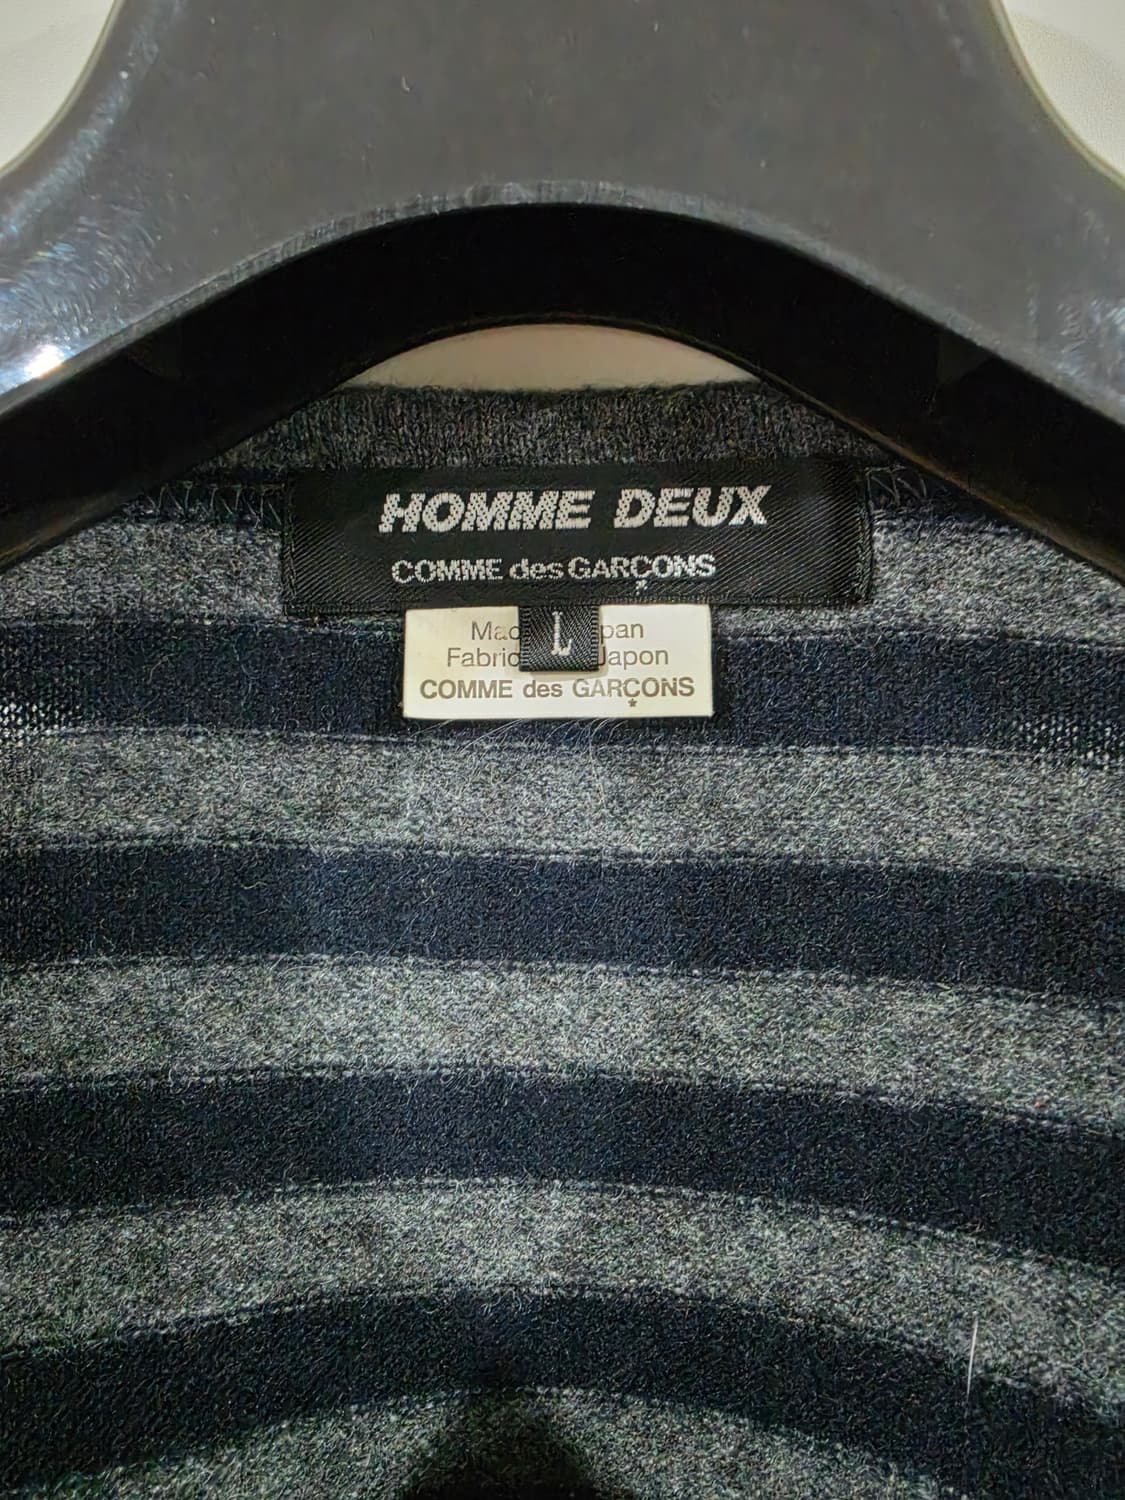 HOMME DEUX
COMME des GARÇONS
L
Japon
COMME des GARÇONS